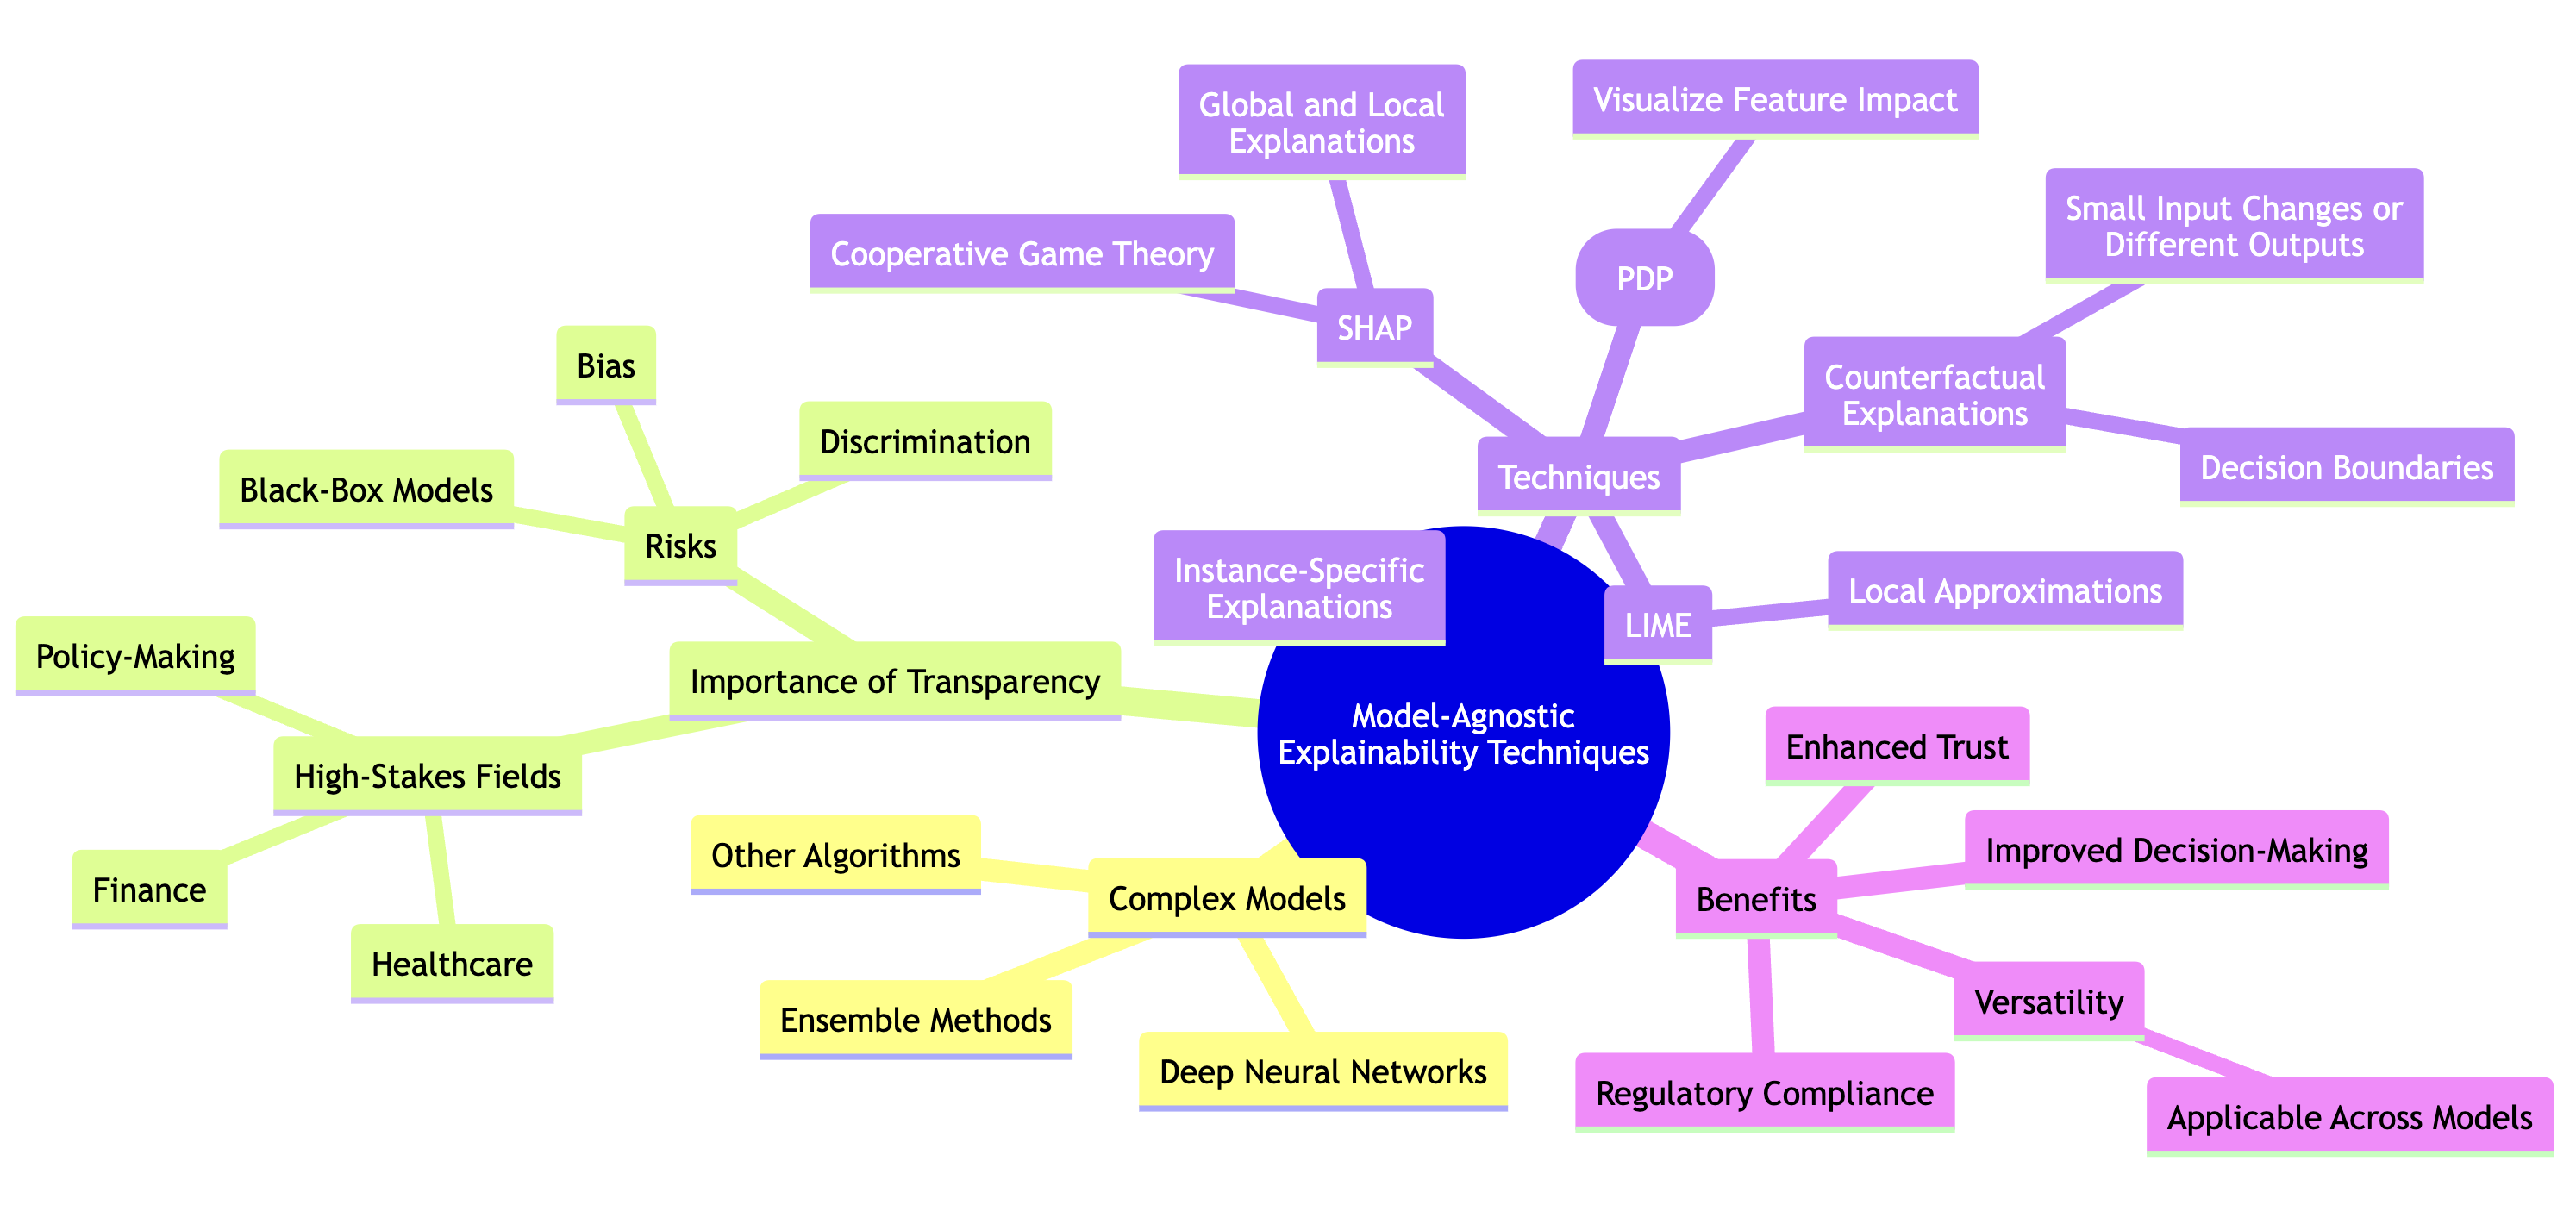 Global and Local
Explanations
Visualize Feature Impact
Cooperative Game Theory
Small Input Changes or
Different Outputs
PDP
SHAP
Bias
Counterfactual
Explanations
Discrimination
Black-Box Models
Techniques
Decision Boundaries
Risks
Instance-Specific
Explanations
Local Approximations
LIME
Policy-Making
Importance of Transparency
Model-Agnostic
Explainability Techniques
High-Stakes Fields
Enhanced Trust
Other Algorithms
Improved Decision-Making
Finance
Complex Models
Benefits
Healthcare
Ensemble Methods
Versatility
Deep Neural Networks
Regulatory Compliance
Applicable Across Models